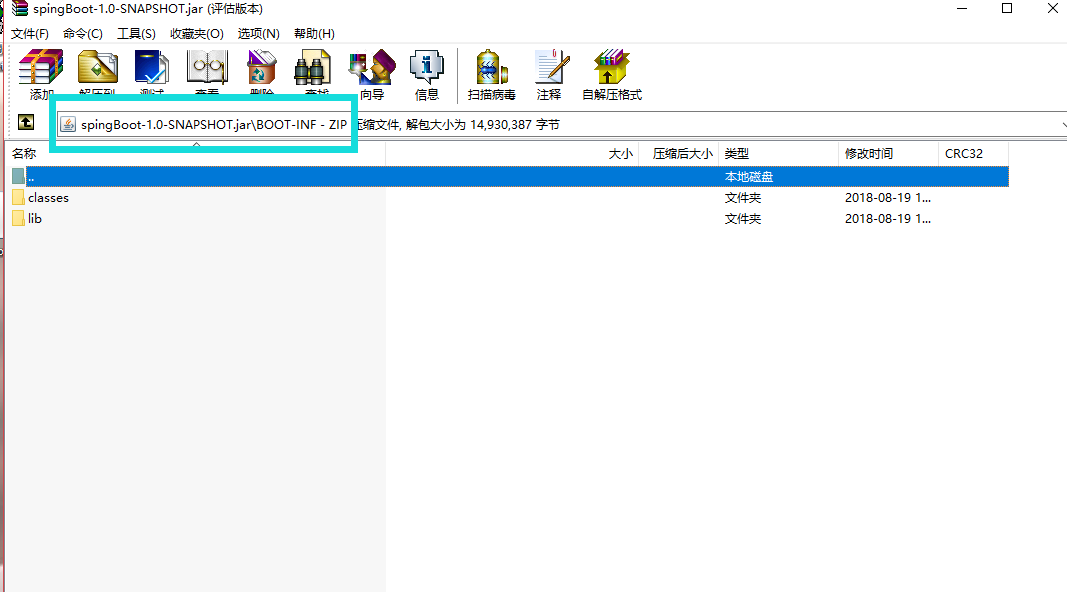 spingBoot-1.0-SNAPSHOT.jar (评估版本)
文件(F) 命令(C) 工具(S) 收藏夹(O) 选项(N) 帮助(H)
添加 解压到 测试 查看 删除 查找 向导 信息 扫描病毒 注释 自解压格式
spingBoot-1.0-SNAPSHOT.jar\BOOT-INF - ZIP 压缩文件, 解包大小为 14,930,387 字节
名称 大小 压缩后大小 类型 修改时间 CRC32
.. 本地磁盘
classes 文件夹 2018-08-19 1...
lib 文件夹 2018-08-19 1...